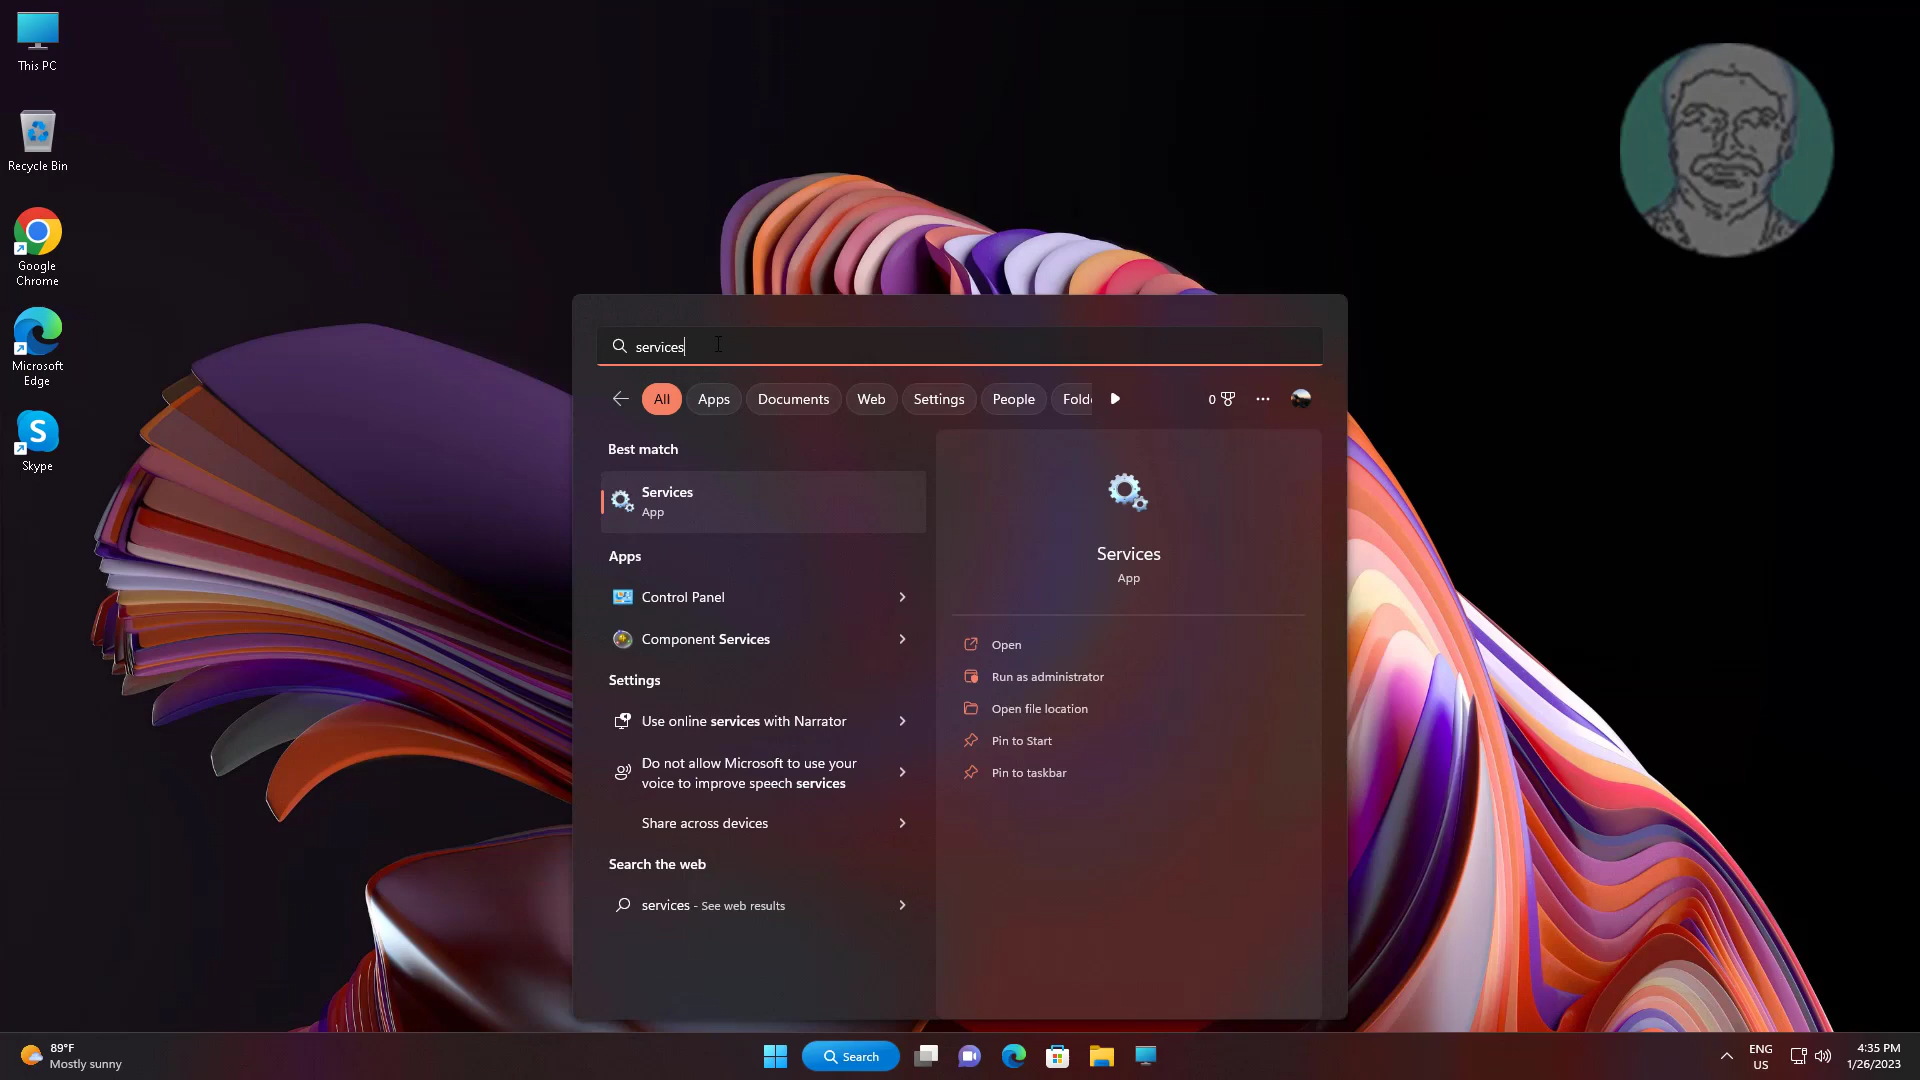 This PC
Recycle Bin
Google
Chrome
Microsoft
Edge
S
Skype
services
All
Apps
Documents
Web
Settings
People
Fold
0
Best match
Services
App
Apps
Control Panel
Component Services
Settings
Use online services with Narrator
Do not allow Microsoft to use your
voice to improve speech services
Share across devices
Search the web
services - See web results
Services
App
Open
Run as administrator
Open file location
Pin to Start
Pin to taskbar
89°F
Mostly sunny
Search
ENG
US
4:35 PM
1/26/2023